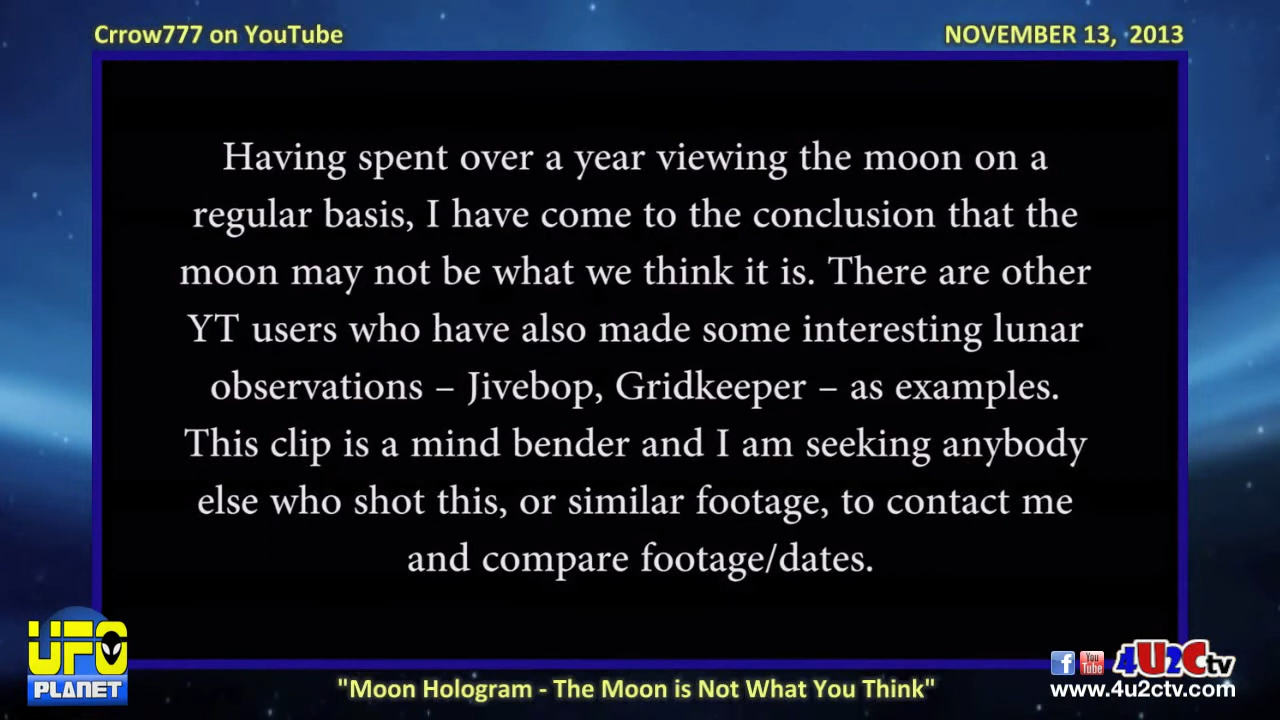 Crrow777 on YouTube
NOVEMBER 13, 2013
Having spent over a year viewing the moon on a
regular basis, I have come to the conclusion that the
moon may not be what we think it is. There are other
YT users who have also made some interesting lunar
observations – Jivebop, Gridkeeper – as examples.
This clip is a mind bender and I am seeking anybody
else who shot this, or similar footage, to contact me
and compare footage/dates.
UFO
PLANET
"Moon Hologram - The Moon is Not What You Think"
f
You
Tube
4U2Ctv
www.4u2ctv.com